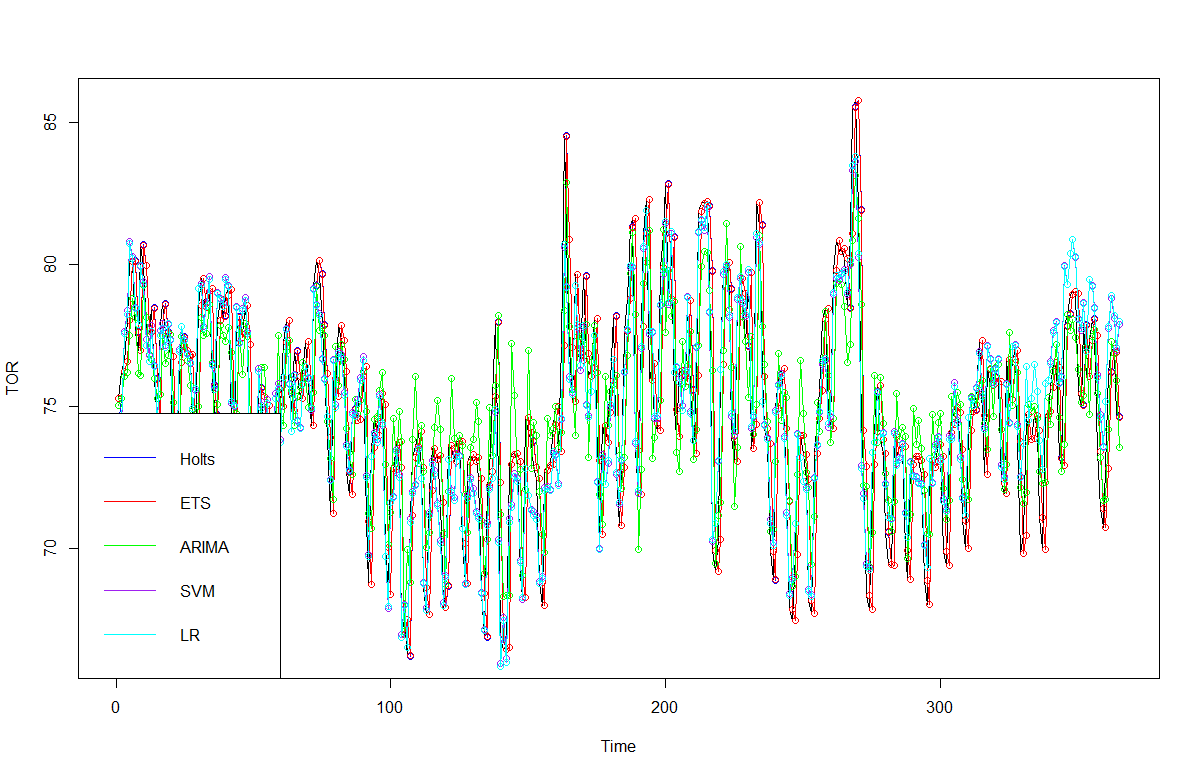 85
80
75
70
TOR
Holts
ETS
ARIMA
SVM
LR
0 100 200 300
Time